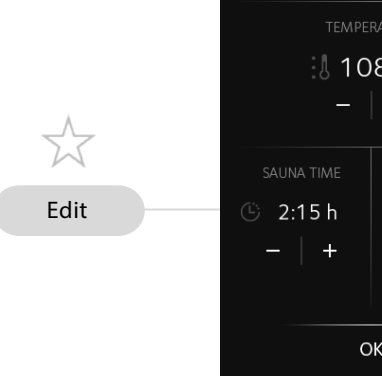 TEMPERA
108
–
SAUNA TIME
Edit
2:15 h
– +
OK